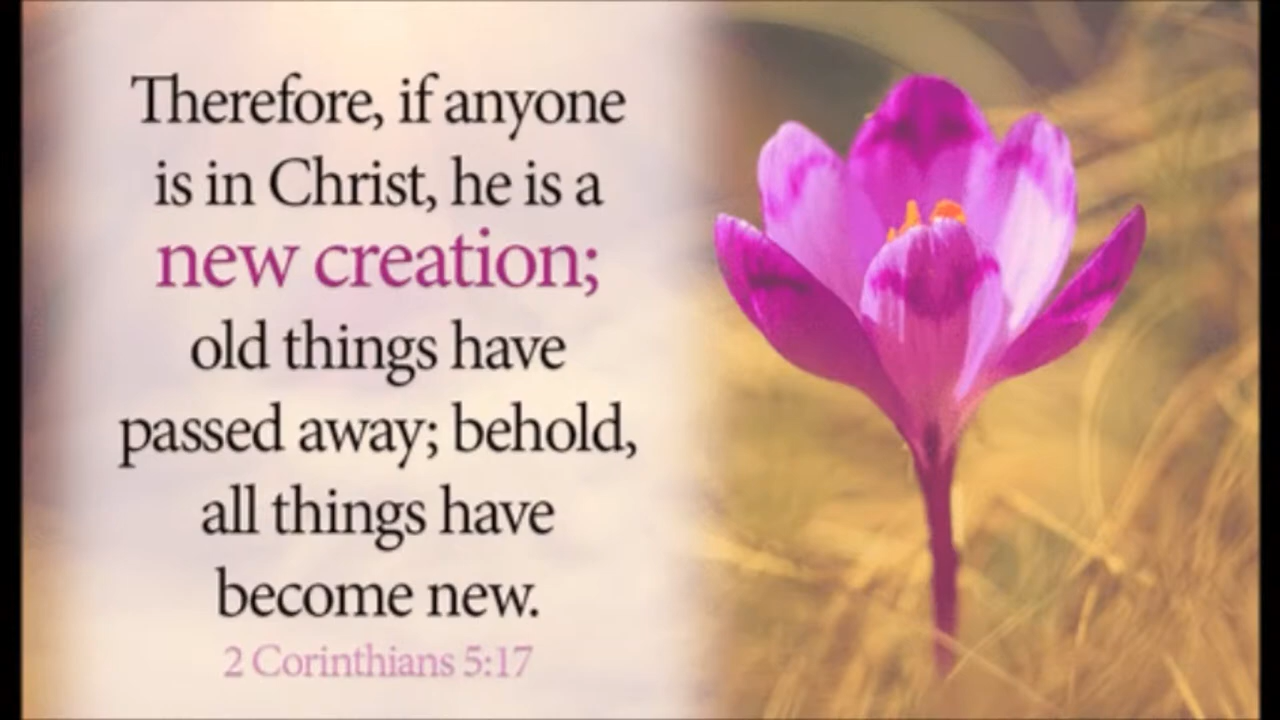 Therefore, if anyone
is in Christ, he is a
new creation;
old things have
passed away; behold,
all things have
become new.
2 Corinthians 5:17